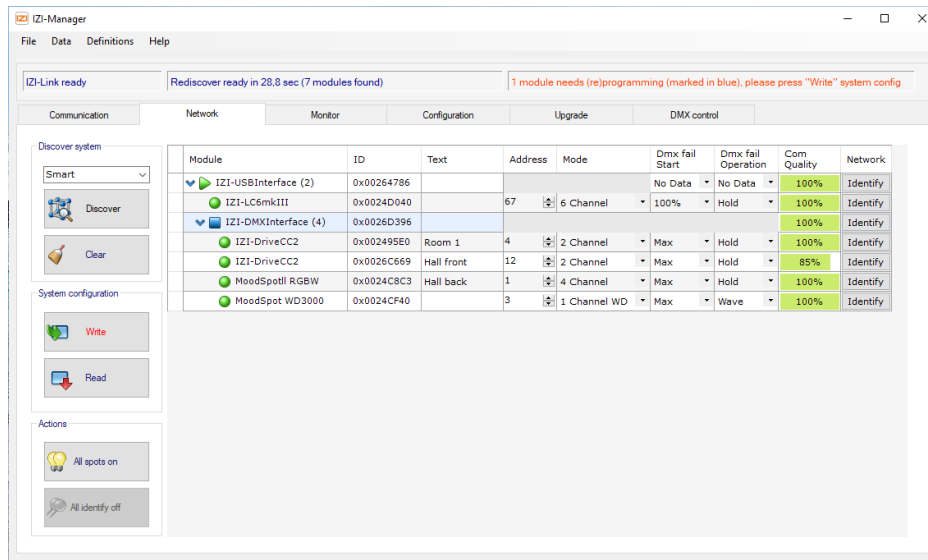 IZI IZI-Manager
File Data Definitions Help
IZI-Link ready Rediscover ready in 28,8 sec (7 modules found) 1 module needs (re)programming (marked in blue), please press "Write" system config
Communication Network Monitor Configuration Upgrade DMX control
Discover system
Smart
Discover
Clear
System configuration
Write
Read
Actions
All spots on
All identify off
Module ID Text Address Mode Dmx fail Start Dmx fail Operation Com Quality Network
IZI-USBInterface (2) 0x00264786 No Data No Data 100% Identify
IZI-LC6mkIII 0x0024D040 67 6 Channel 100% Hold 100% Identify
IZI-DMXInterface (4) 0x0026D396 100% Identify
IZI-DriveCC2 0x002495E0 Room 1 4 2 Channel Max Hold 100% Identify
IZI-DriveCC2 0x0026C669 Hall front 12 2 Channel Max Hold 85% Identify
MoodSpotII RGBW 0x0024C8C3 Hall back 1 4 Channel Max Hold 100% Identify
MoodSpot WD3000 0x0024CF40 3 1 Channel WD Max Wave 100% Identify